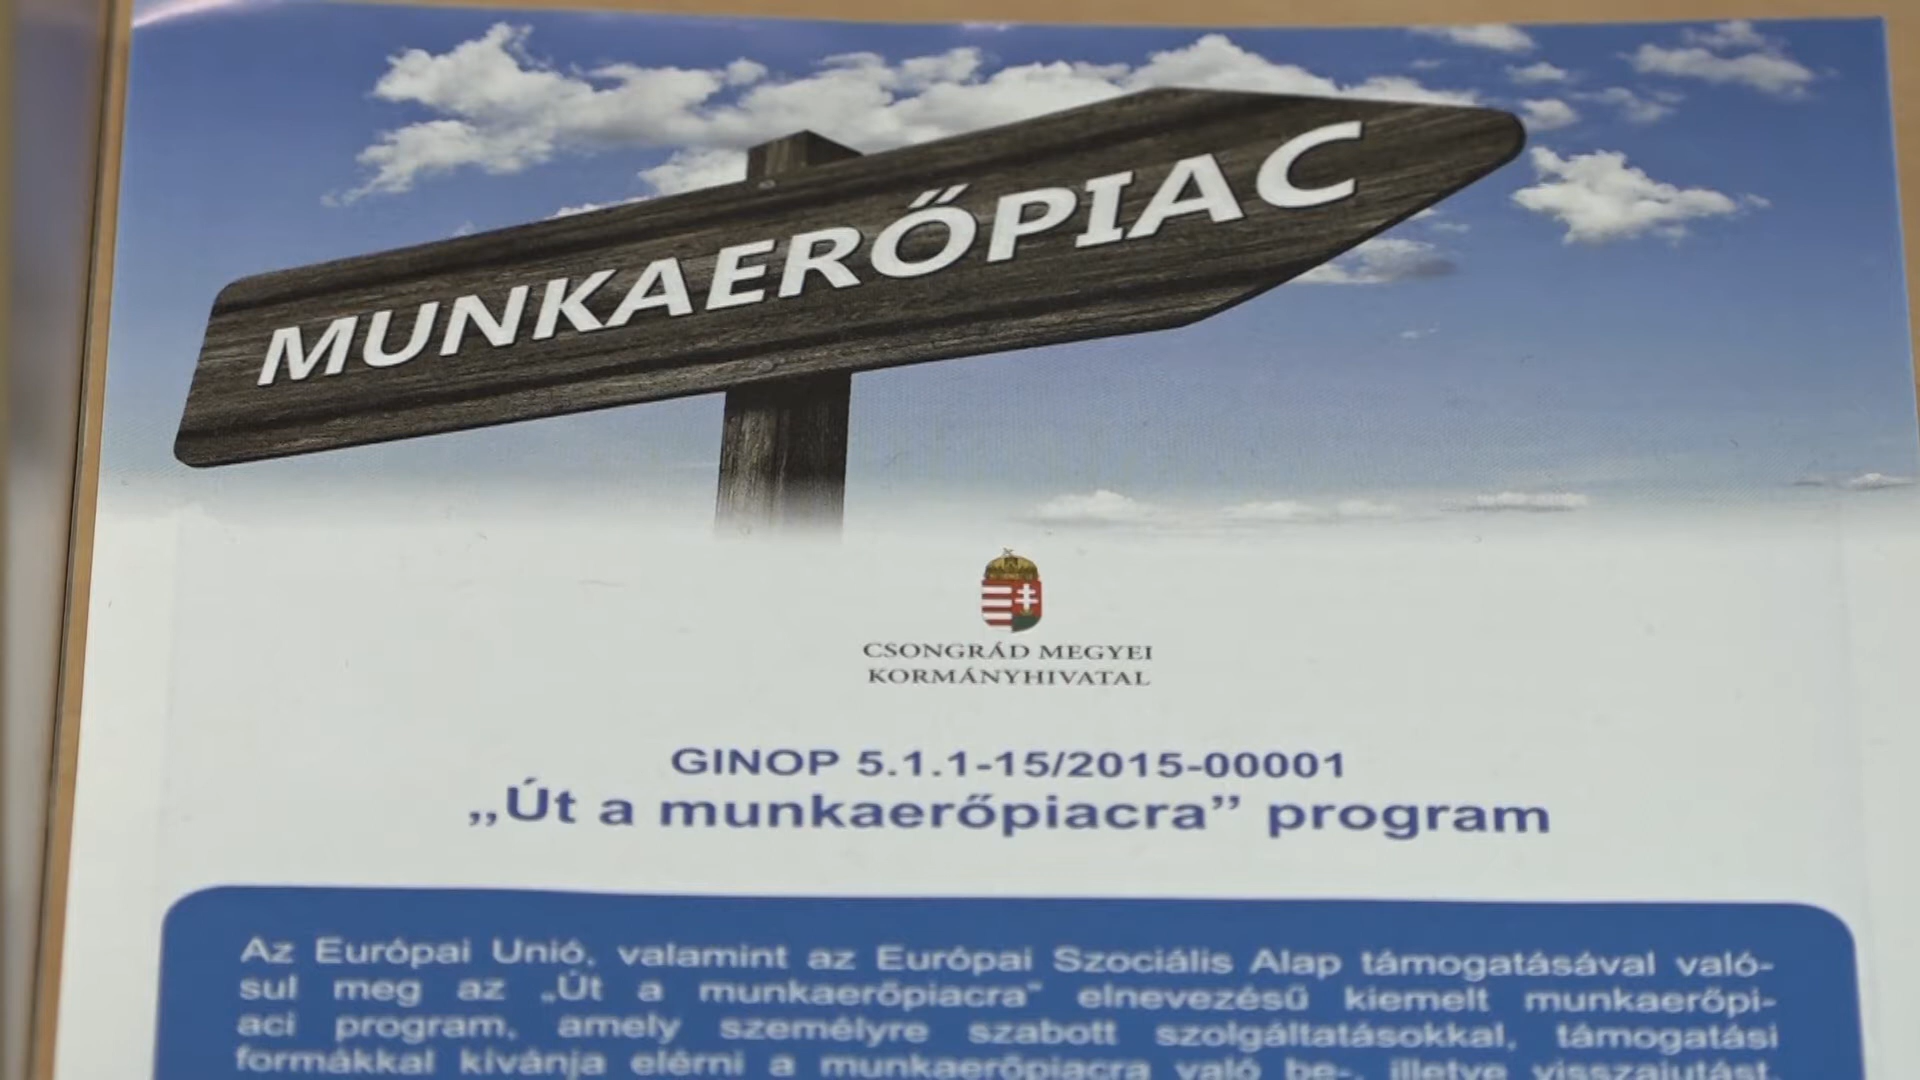 MUNKAERŐPIAC
CSONGRÁD MEGYEI
KORMÁNYHIVATAL
GINOP 5.1.1-15/2015-00001
„Út a munkaerőpiacra” program
Az Európai Unió, valamint az Európai Szociális Alap támogatásával való-
sul meg az „Út a munkaerőpiacra" elnevezésű kiemelt munkaerőpi-
aci program, amely személyre szabott szolgáltatásokkal, támogatási
formákkal kívánja elérni a munkaerőpiacra való be-, illetve visszajutást.